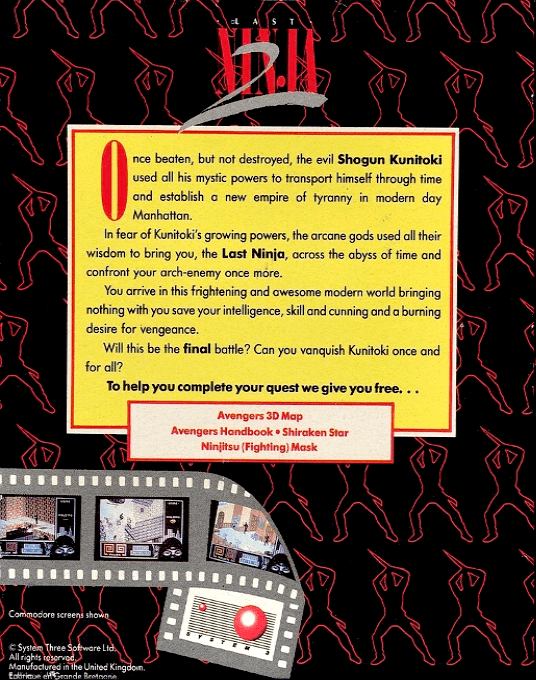 LAST
NINJA
2
Once beaten, but not destroyed, the evil Shogun Kunitoki
used all his mystic powers to transport himself through time
and establish a new empire of tyranny in modern day
Manhattan.
In fear of Kunitoki's growing powers, the arcane gods used all their
wisdom to bring you, the Last Ninja, across the abyss of time and
confront your arch-enemy once more.
You arrive in this frightening and awesome modern world bringing
nothing with you save your intelligence, skill and cunning and a burning
desire for vengeance.
Will this be the final battle? Can you vanquish Kunitoki once and
for all?
To help you complete your quest we give you free. . .
Avengers 3D Map
Avengers Handbook • Shiraken Star
Ninjitsu (Fighting) Mask
Commodore screens shown
SYSTEM 3
© System Three Software Ltd.
All rights reserved.
Manufactured in the United Kingdom.
Fabriqué en Grande Bretagne